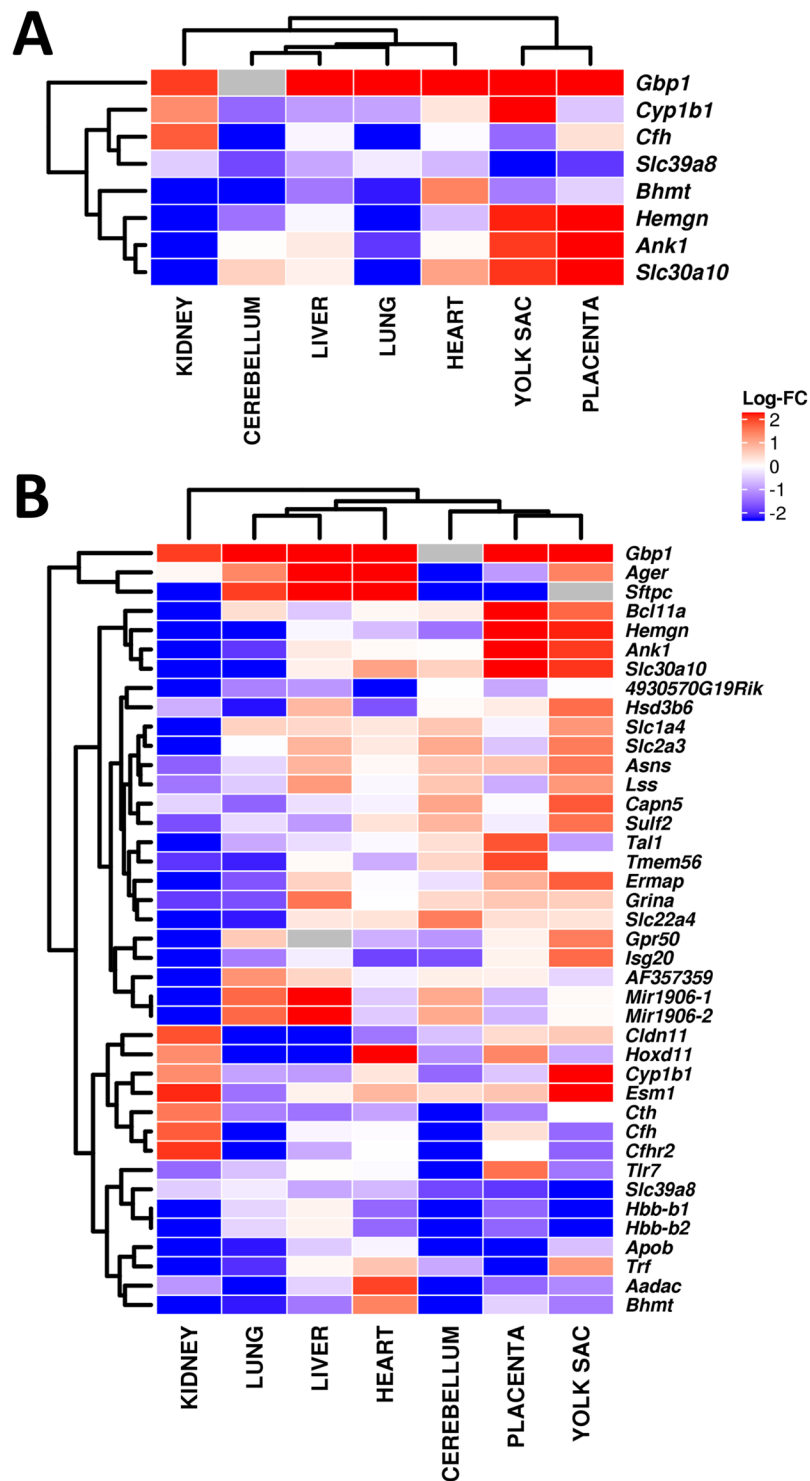 A
Gbp1
Cyp1b1
Cfh
Slc39a8
Bhmt
Hemgn
Ank1
Slc30a10
KIDNEY
CEREBELLUM
LIVER
LUNG
HEART
YOLK SAC
PLACENTA
Log-FC
2
1
0
-1
-2
B
Gbp1
Ager
Sftpc
Bcl11a
Hemgn
Ank1
Slc30a10
4930570G19Rik
Hsd3b6
Slc1a4
Slc2a3
Asns
Lss
Capn5
Sulf2
Tal1
Tmem56
Ermap
Grina
Slc22a4
Gpr50
Isg20
AF357359
Mir1906-1
Mir1906-2
Cldn11
Hoxd11
Cyp1b1
Esm1
Cth
Cfh
Cfhr2
Tlr7
Slc39a8
Hbb-b1
Hbb-b2
Apob
Trf
Aadac
Bhmt
KIDNEY
LUNG
LIVER
HEART
CEREBELLUM
PLACENTA
YOLK SAC